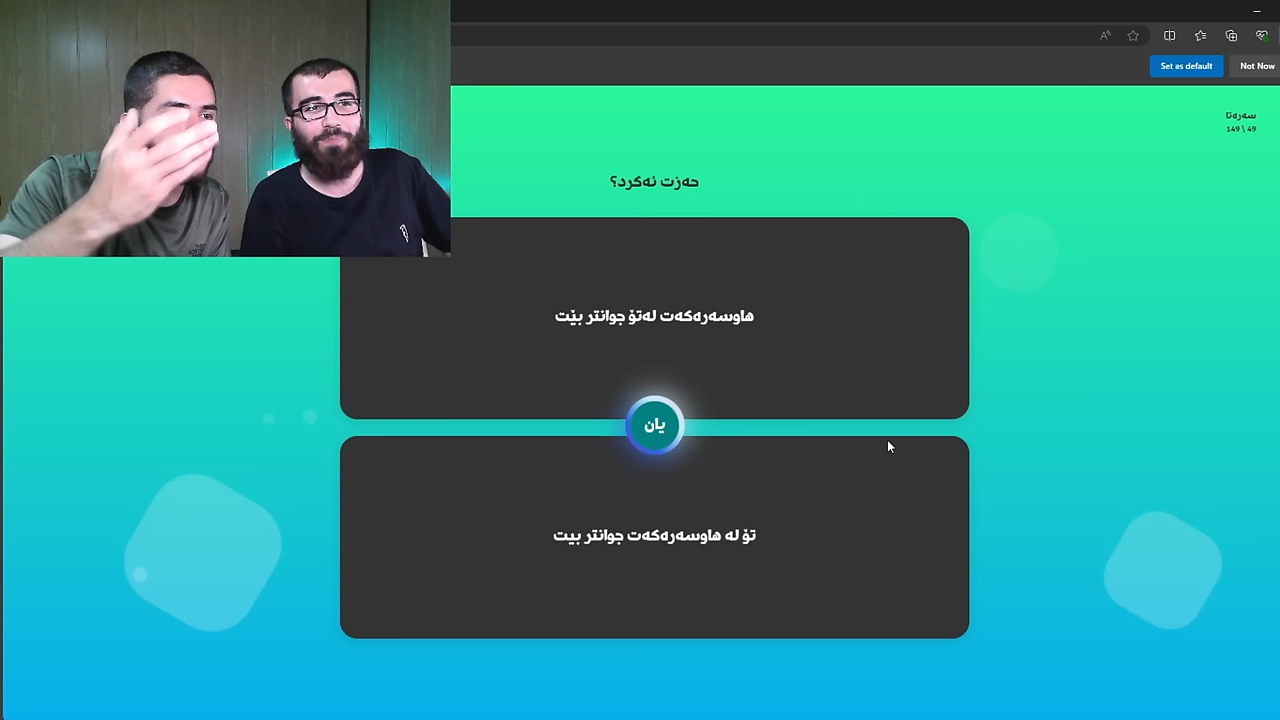 Set as default
Not Now
سەرەتا
149 \ 49
حەزت ئەکرد؟
هاوسەرەکەت لەتۆ جوانتر بێت
یان
تۆ لە هاوسەرەکەت جوانتر بیت